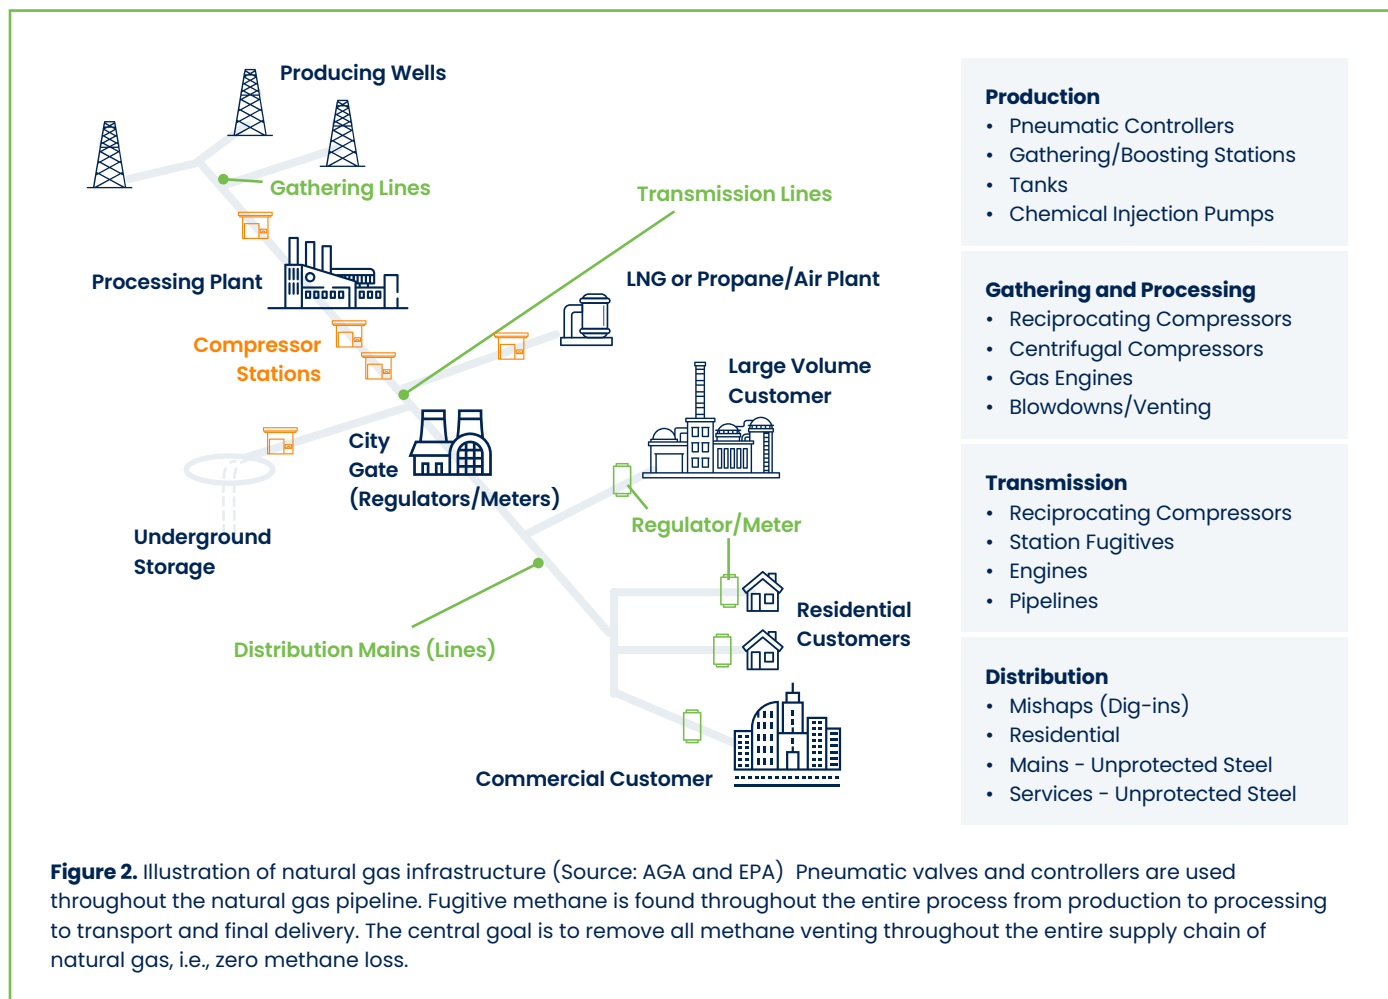 Producing Wells
Gathering Lines
Transmission Lines
Processing Plant
LNG or Propane/Air Plant
Compressor
Stations
Large Volume
Customer
City
Gate
(Regulators/Meters)
Regulator/Meter
Underground
Storage
Residential
Customers
Distribution Mains (Lines)
Commercial Customer
Production
• Pneumatic Controllers
• Gathering/Boosting Stations
• Tanks
• Chemical Injection Pumps
Gathering and Processing
• Reciprocating Compressors
• Centrifugal Compressors
• Gas Engines
• Blowdowns/Venting
Transmission
• Reciprocating Compressors
• Station Fugitives
• Engines
• Pipelines
Distribution
• Mishaps (Dig-ins)
• Residential
• Mains - Unprotected Steel
• Services - Unprotected Steel
Figure 2. Illustration of natural gas infrastructure (Source: AGA and EPA)  Pneumatic valves and controllers are used
throughout the natural gas pipeline. Fugitive methane is found throughout the entire process from production to processing
to transport and final delivery. The central goal is to remove all methane venting throughout the entire supply chain of
natural gas, i.e., zero methane loss.